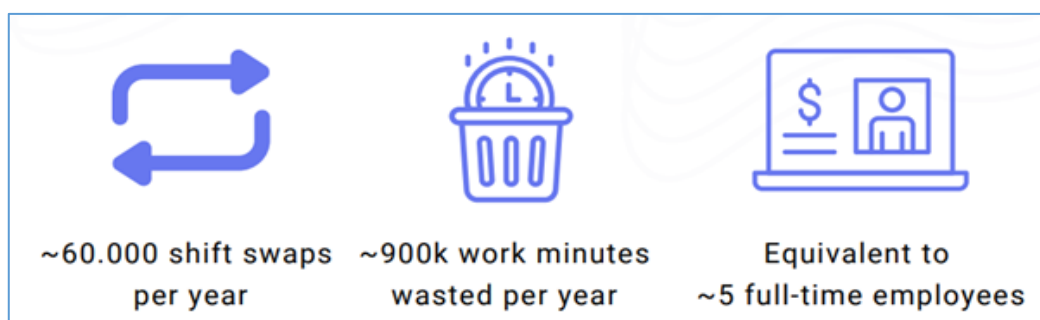 ~60.000 shift swaps
per year
~900k work minutes
wasted per year
Equivalent to
~5 full-time employees